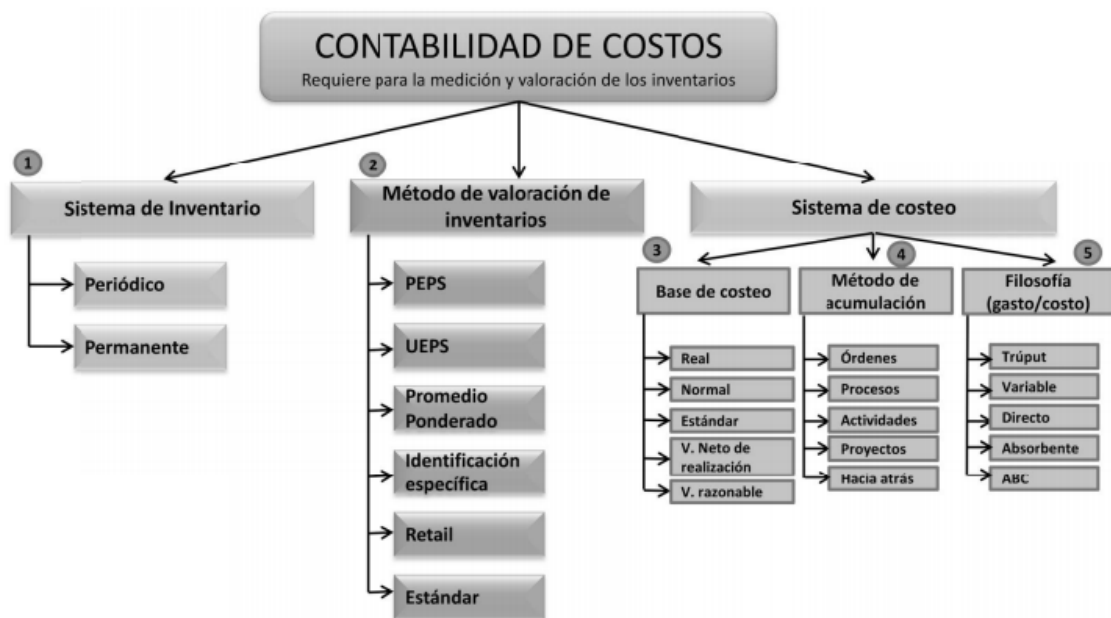 CONTABILIDAD DE COSTOS
Requiere para la medición y valoración de los inventarios
1
Sistema de Inventario
Periódico
Permanente
2
Método de valoración de
inventarios
PEPS
UEPS
Promedio
Ponderado
Identificación
específica
Retail
Estándar
Sistema de costeo
3
Base de costeo
Real
Normal
Estándar
V. Neto de
realización
V. razonable
4
Método de
acumulación
Órdenes
Procesos
Actividades
Proyectos
Hacia atrás
5
Filosofía
(gasto/costo)
Trúput
Variable
Directo
Absorbente
ABC